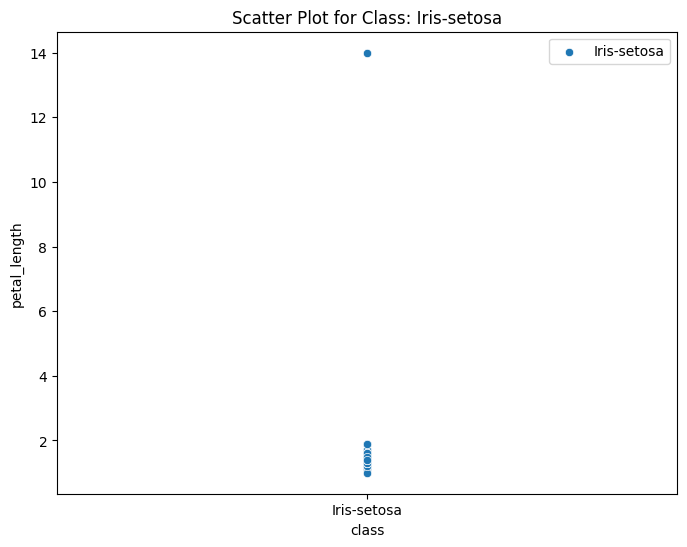 Scatter Plot for Class: Iris-setosa
Iris-setosa
14
12
10
8
6
4
2
petal_length
Iris-setosa
class